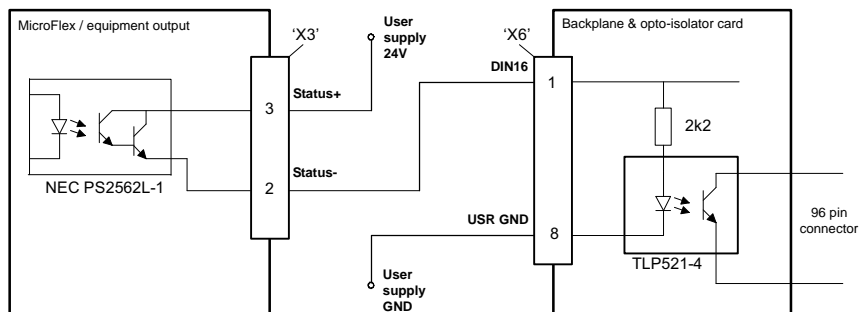 MicroFlex / equipment output
'X3'
User
supply
24V
'X6'
Backplane & opto-isolator card
DIN16
1
3
Status+
2k2
NEC PS2562L-1
2
Status-
USR GND
8
TLP521-4
96 pin
connector
User
supply
GND